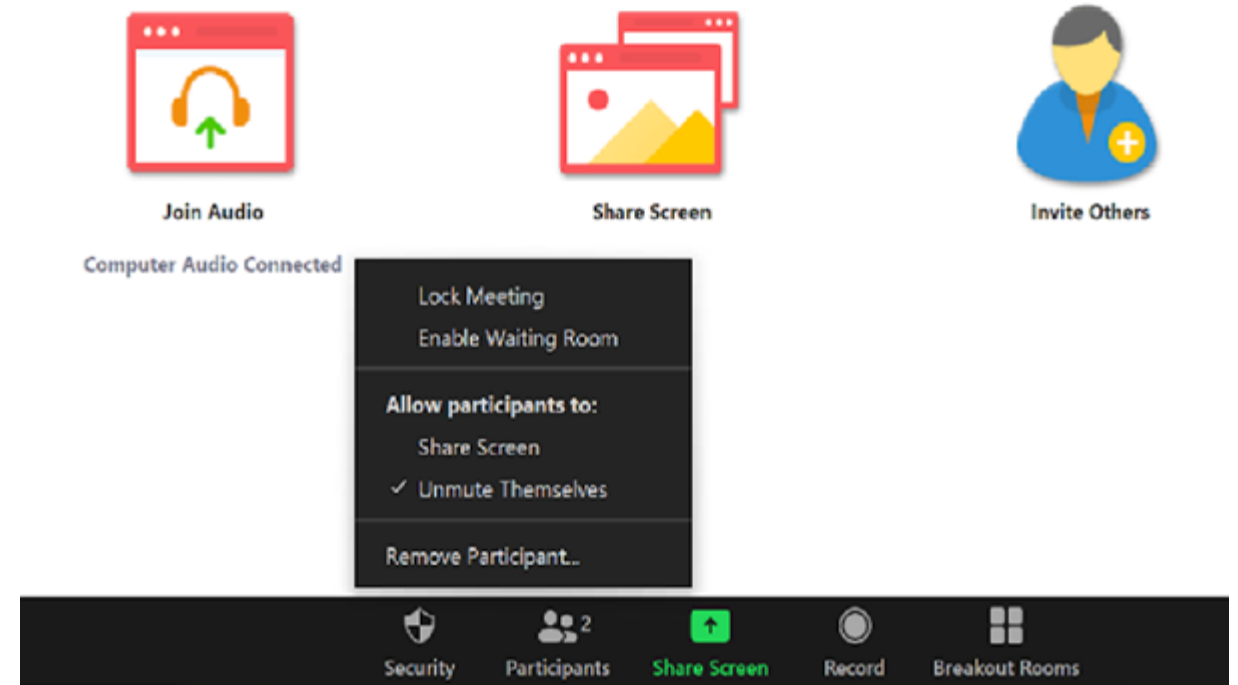 Join Audio
Share Screen
Invite Others
Computer Audio Connected
Lock Meeting
Enable Waiting Room
Allow participants to:
Share Screen
✓ Unmute Themselves
Remove Participant...
2
Security
Participants
Share Screen
Record
Breakout Rooms